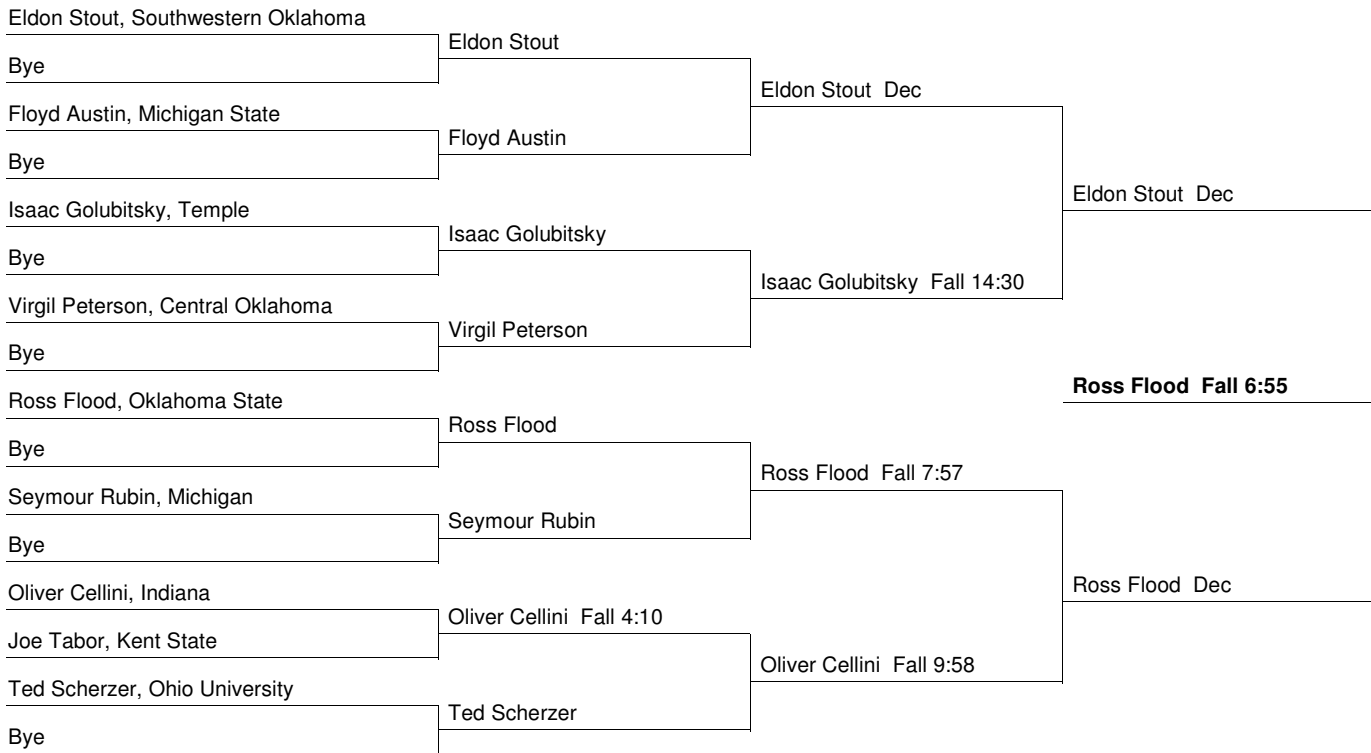 Eldon Stout, Southwestern Oklahoma
Bye
Floyd Austin, Michigan State
Bye
Isaac Golubitsky, Temple
Bye
Virgil Peterson, Central Oklahoma
Bye
Ross Flood, Oklahoma State
Bye
Seymour Rubin, Michigan
Bye
Oliver Cellini, Indiana
Joe Tabor, Kent State
Ted Scherzer, Ohio University
Bye
Eldon Stout
Floyd Austin
Isaac Golubitsky
Virgil Peterson
Ross Flood
Seymour Rubin
Oliver Cellini Fall 4:10
Ted Scherzer
Eldon Stout Dec
Isaac Golubitsky Fall 14:30
Ross Flood Fall 7:57
Oliver Cellini Fall 9:58
Eldon Stout Dec
Ross Flood Fall 6:55
Ross Flood Dec